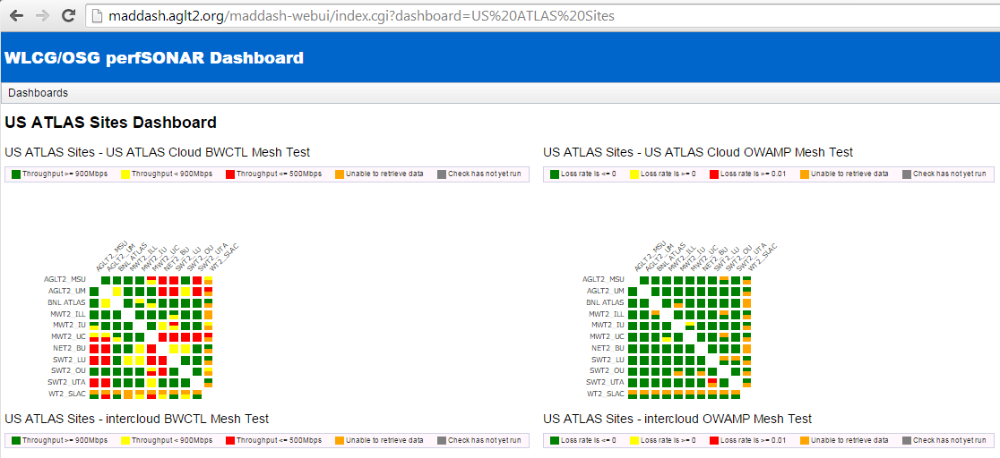 maddash.aglt2.org/maddash-webui/index.cgi?dashboard=US%20ATLAS%20Sites
WLCG/OSG perfSONAR Dashboard
Dashboards
US ATLAS Sites Dashboard
US ATLAS Sites - US ATLAS Cloud BWCTL Mesh Test
Throughput >= 900Mbps Throughput < 900Mbps Throughput <= 500Mbps Unable to retrieve data Check has not yet run
AGLT2_MSU
AGLT2_UM
BNL ATLAS
MWT2_ILL
MWT2_IU
MWT2_UC
NET2_BU
SWT2_LU
SWT2_OU
SWT2_UTA
WT2_SLAC
AGLT2_MSU
AGLT2_UM
BNL ATLAS
MWT2_ILL
MWT2_IU
MWT2_UC
NET2_BU
SWT2_LU
SWT2_OU
SWT2_UTA
WT2_SLAC
US ATLAS Sites - US ATLAS Cloud OWAMP Mesh Test
Loss rate is <= 0 Loss rate is >= 0 Loss rate is >= 0.01 Unable to retrieve data Check has not yet run
AGLT2_MSU
AGLT2_UM
BNL ATLAS
MWT2_ILL
MWT2_IU
MWT2_UC
NET2_BU
SWT2_LU
SWT2_OU
SWT2_UTA
WT2_SLAC
AGLT2_MSU
AGLT2_UM
BNL ATLAS
MWT2_ILL
MWT2_IU
MWT2_UC
NET2_BU
SWT2_LU
SWT2_OU
SWT2_UTA
WT2_SLAC
US ATLAS Sites - intercloud BWCTL Mesh Test
Throughput >= 900Mbps Throughput < 900Mbps Throughput <= 500Mbps Unable to retrieve data Check has not yet run
US ATLAS Sites - intercloud OWAMP Mesh Test
Loss rate is <= 0 Loss rate is >= 0 Loss rate is >= 0.01 Unable to retrieve data Check has not yet run